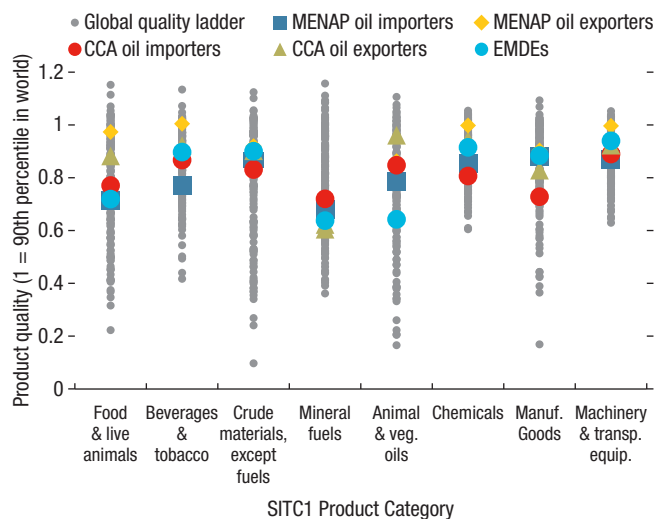 Global quality ladder MENAP oil importers MENAP oil exporters
CCA oil importers CCA oil exporters EMDEs
Product quality (1 = 90th percentile in world)
1.2
1
0.8
0.6
0.4
0.2
0
Food & live animals
Beverages & tobacco
Crude materials, except fuels
Mineral fuels
Animal & veg. oils
Chemicals
Manuf. Goods
Machinery & transp. equip.
SITC1 Product Category